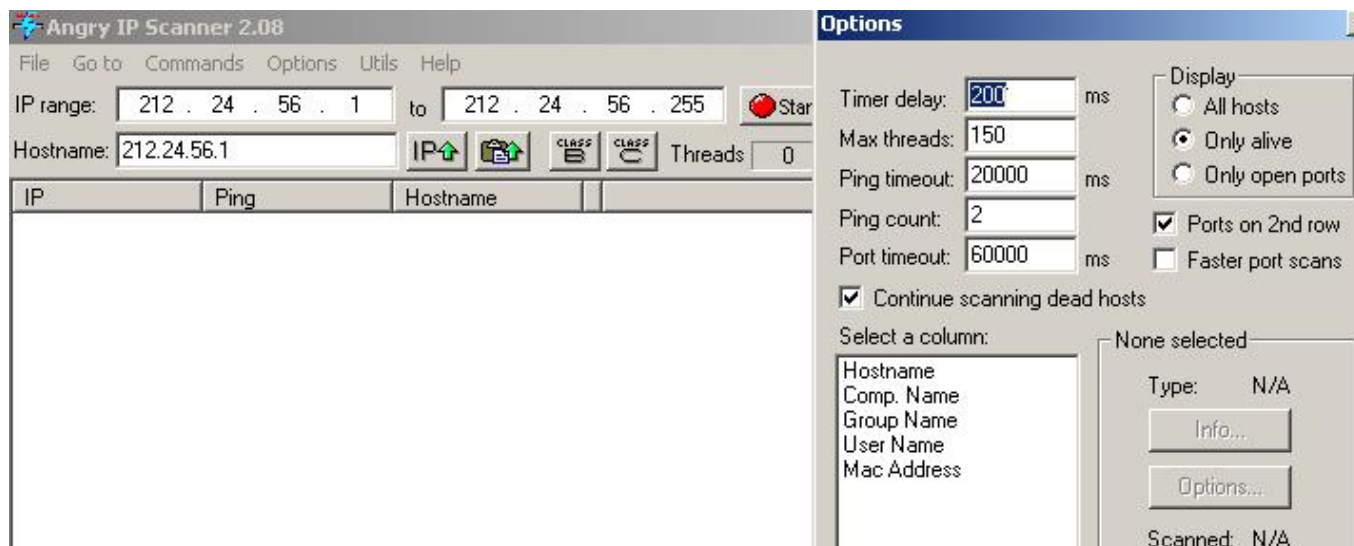 Angry IP Scanner 2.08
File Go to Commands Options Utils Help
IP range: 212 . 24 . 56 . 1 to 212 . 24 . 56 . 255 Star
Hostname: 212.24.56.1 IP CLASS B CLASS C Threads 0
IP Ping Hostname
Options
Timer delay: 200 ms
Max threads: 150
Ping timeout: 20000 ms
Ping count: 2
Port timeout: 60000 ms
Display
All hosts
Only alive
Only open ports
Ports on 2nd row
Faster port scans
Continue scanning dead hosts
Select a column:
Hostname
Comp. Name
Group Name
User Name
Mac Address
None selected
Type: N/A
Info...
Options...
Scanned: N/A